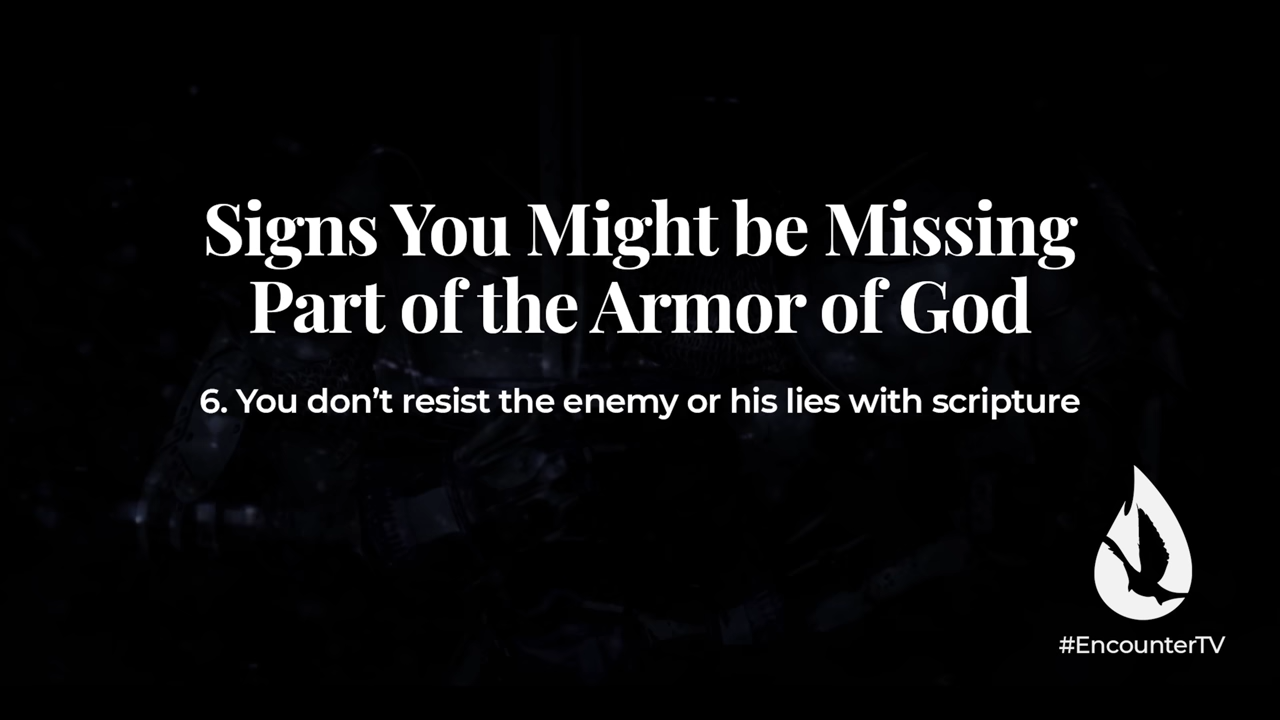 Signs You Might be Missing
Part of the Armor of God
6. You don’t resist the enemy or his lies with scripture
#EncounterTV